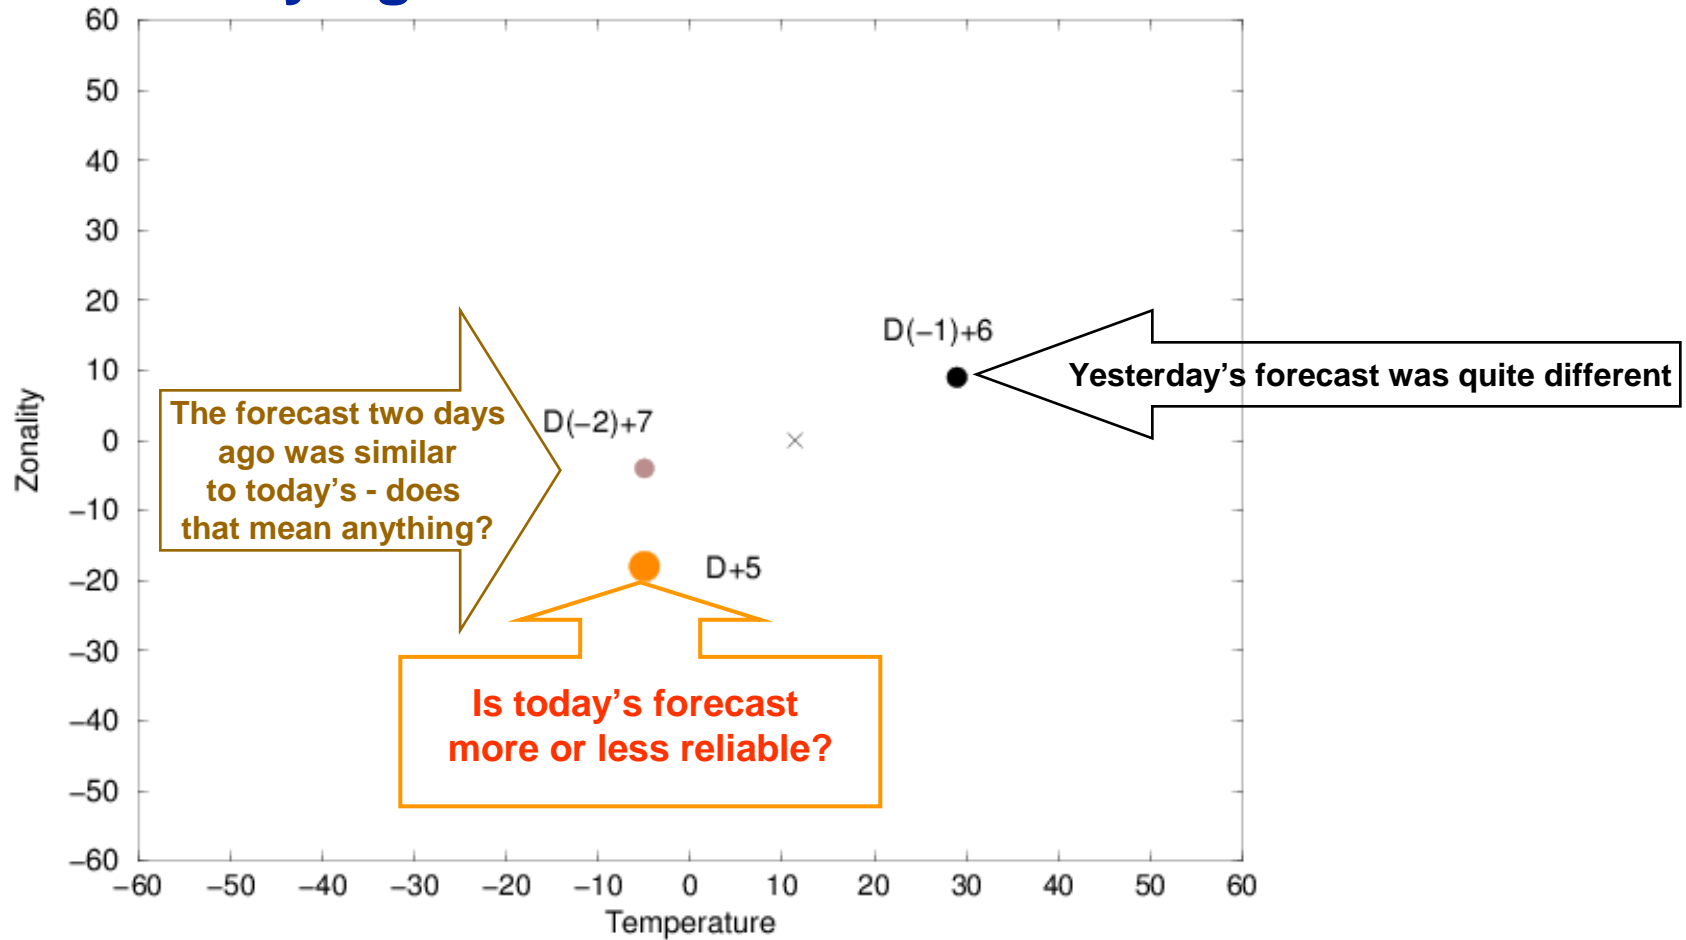 60
50
40
30
20
10
0
−10
−20
−30
−40
−50
−60
Zonality
D(−1)+6
Yesterday’s forecast was quite different
The forecast two days
ago was similar
to today’s - does
that mean anything?
D(−2)+7
D+5
Is today’s forecast
more or less reliable?
−60 −50 −40 −30 −20 −10 0 10 20 30 40 50 60
Temperature